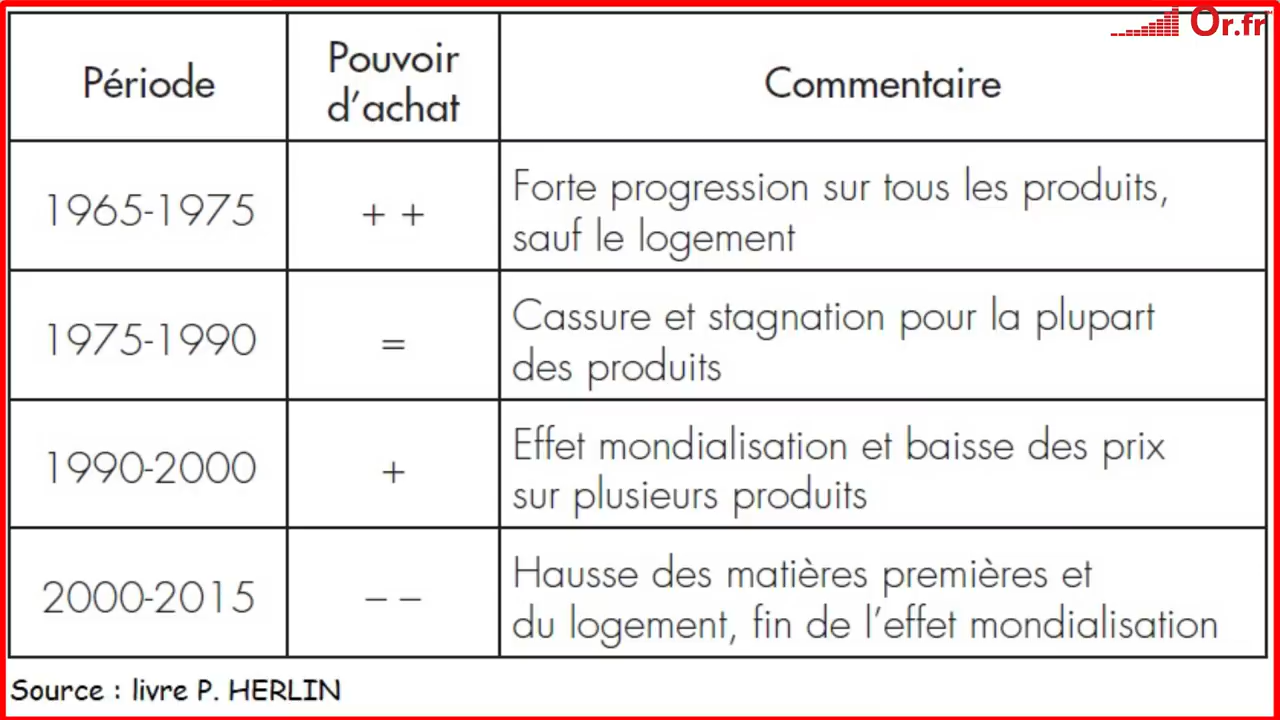 Or.fr
Période
Pouvoir
d'achat
Commentaire
1965-1975
+ +
Forte progression sur tous les produits,
sauf le logement
1975-1990
=
Cassure et stagnation pour la plupart
des produits
1990-2000
+
Effet mondialisation et baisse des prix
sur plusieurs produits
2000-2015
– –
Hausse des matières premières et
du logement, fin de l'effet mondialisation
Source : livre P. HERLIN